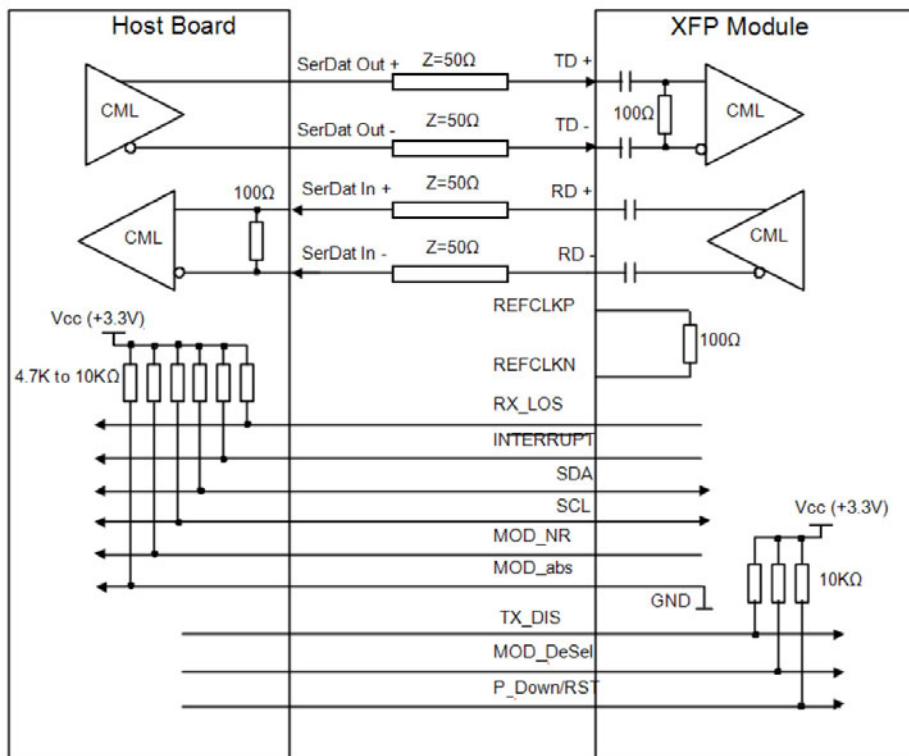 Host Board
XFP Module
SerDat Out +
Z=50Ω
TD +
CML
100Ω
CML
SerDat Out -
Z=50Ω
TD -
100Ω
SerDat In +
Z=50Ω
RD +
CML
CML
SerDat In -
Z=50Ω
RD -
REFCLKP
Vcc (+3.3V)
100Ω
4.7K to 10KΩ
REFCLKN
RX_LOS
INTERRUPT
SDA
SCL
Vcc (+3.3V)
MOD_NR
MOD_abs
10KΩ
GND
TX_DIS
MOD_DeSel
P_Down/RST